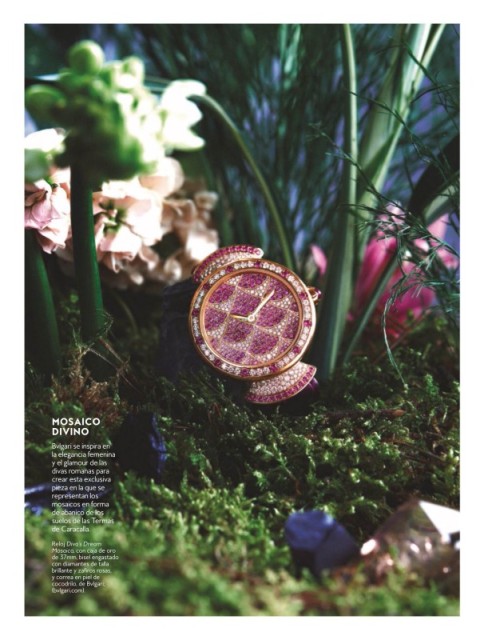 MOSAICO
DIVINO
Bvlgari se inspira en
la elegancia femenina
y el glamour de las
divas romanas para
crear esta exclusiva
pieza en la que se
representan los
mosaicos en forma
de abanico de los
suelos de las Termas
de Caracalla.
Reloj Diva's Dream
Mosaica, con caja de oro
de 37mm, bisel engastado
con diamantes de talla
brillante y zafiros rosas,
y correa en piel de
cocodrilo, de Bvlgari
(bvlgari.com).